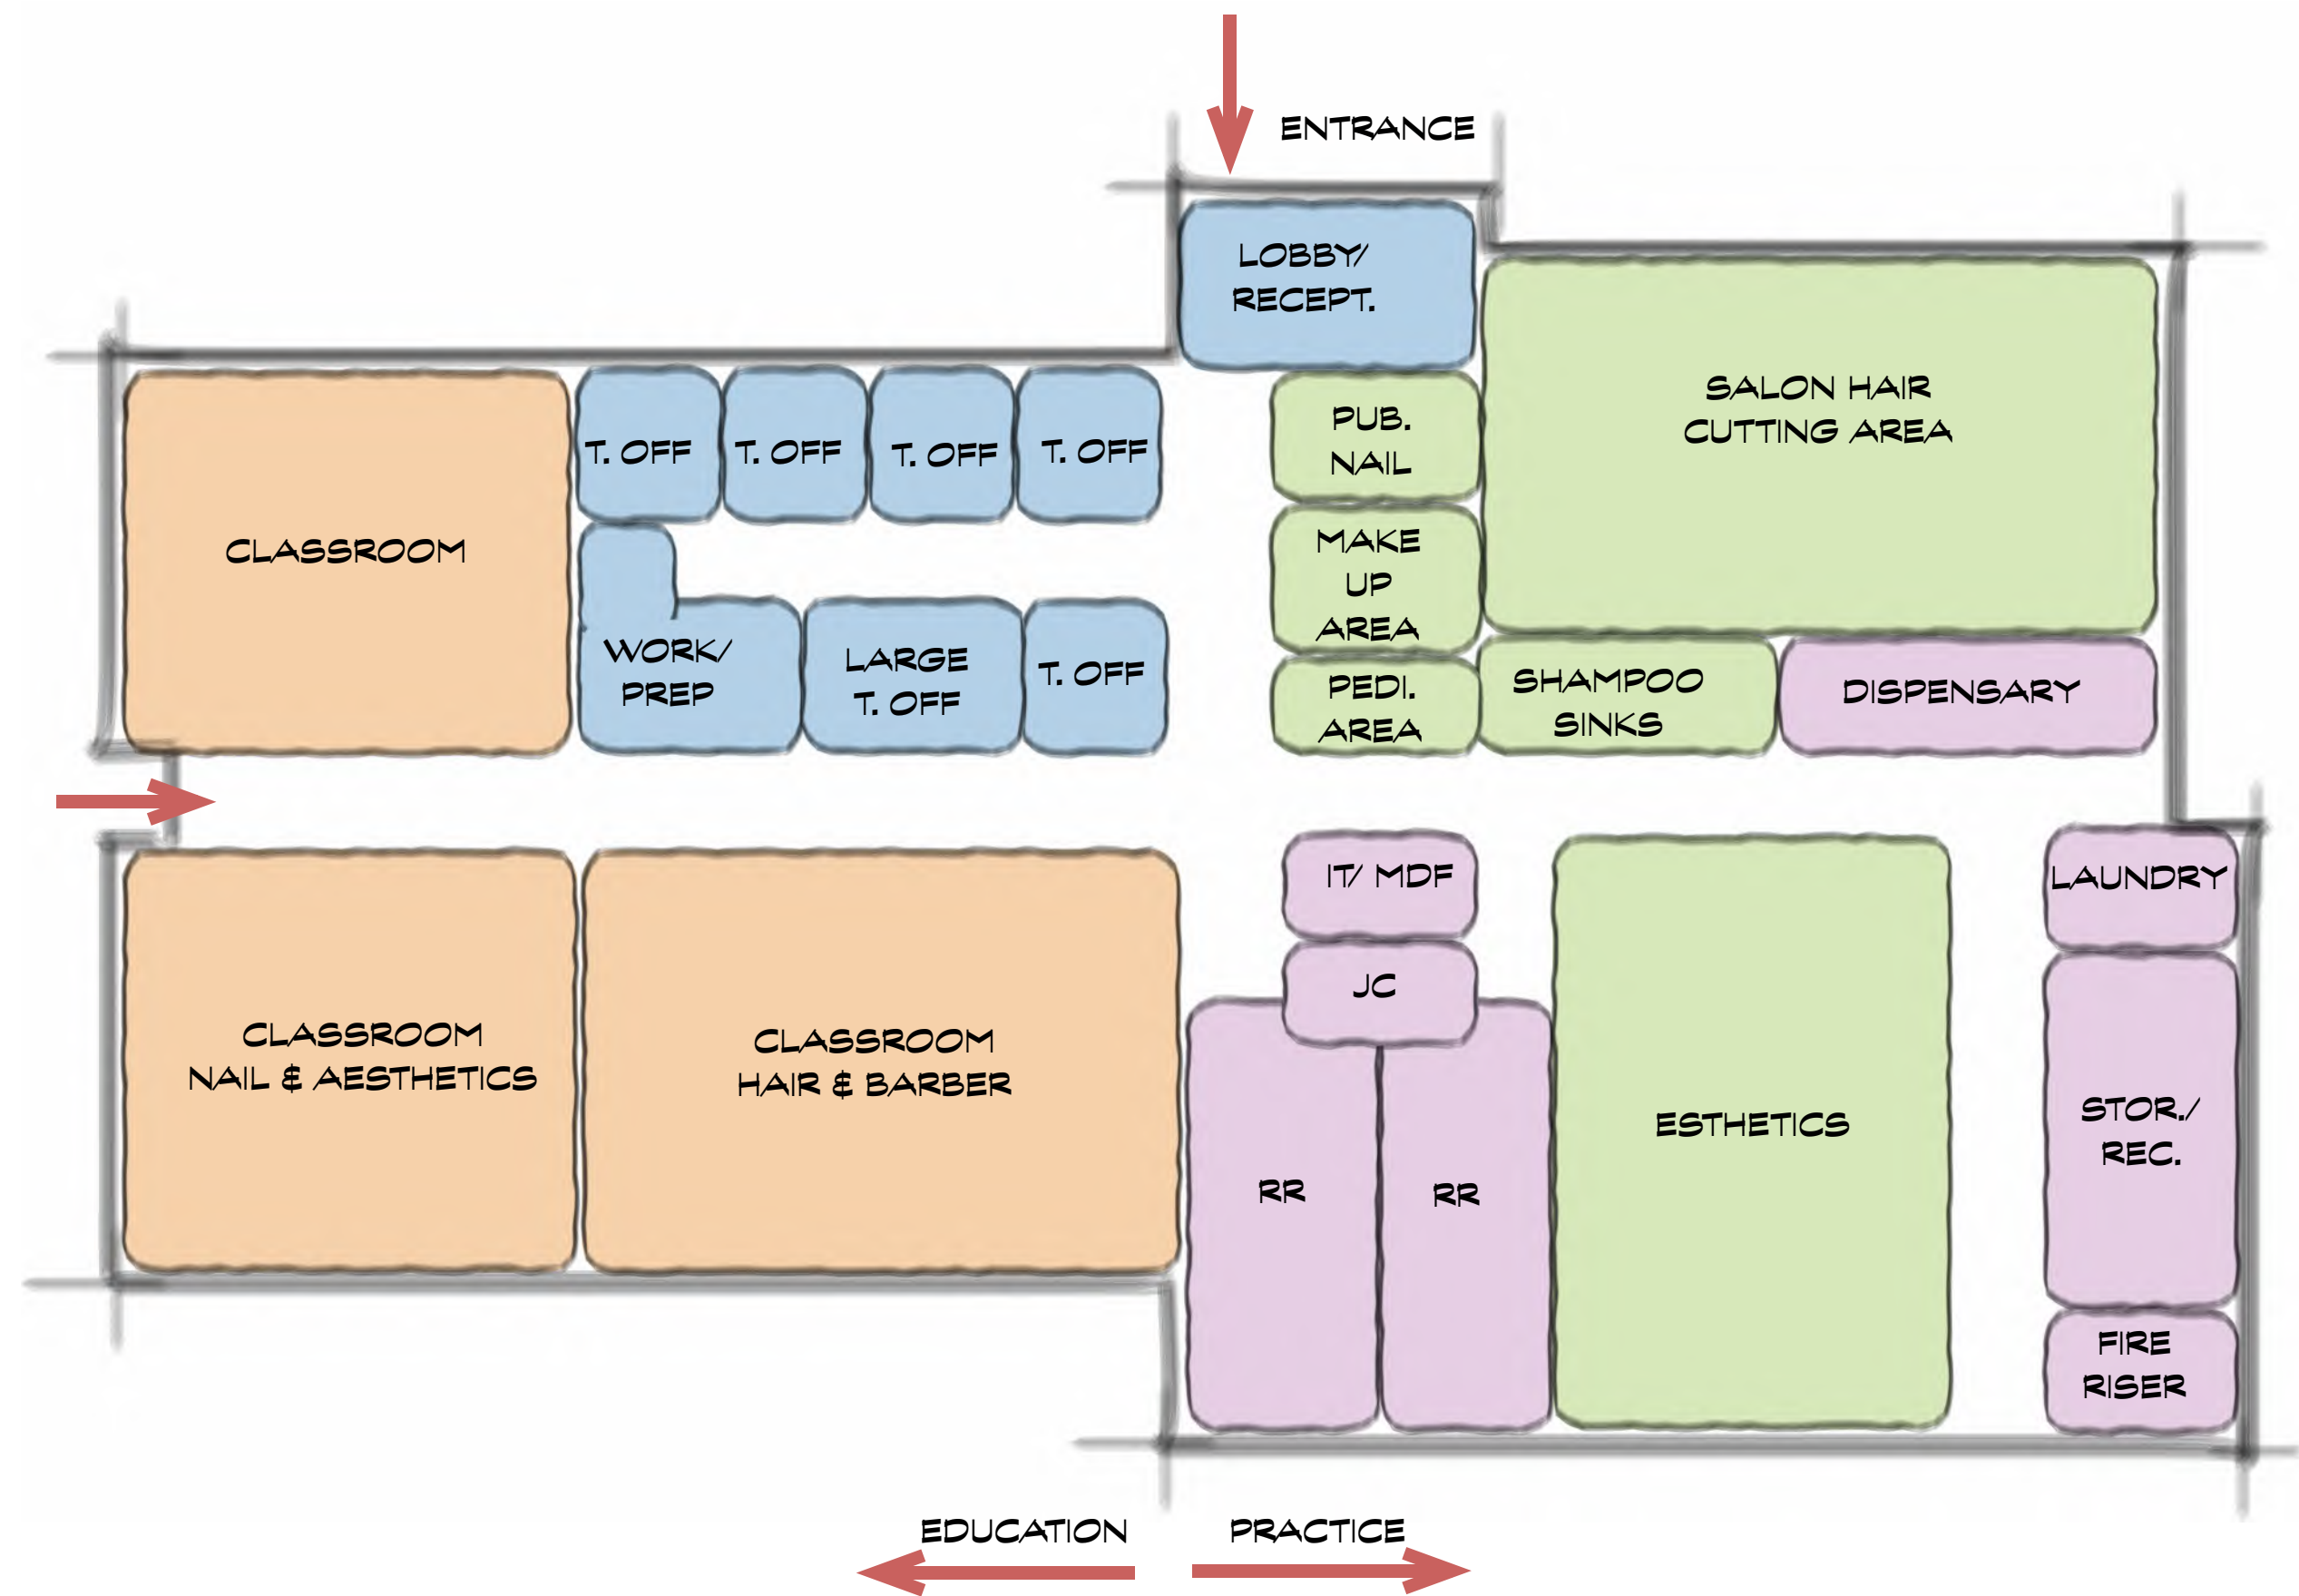 ENTRANCE
LOBBY/
RECEPT.
SALON HAIR
CUTTING AREA
PUB.
NAIL
T. OFF
T. OFF
T. OFF
T. OFF
CLASSROOM
MAKE
UP
AREA
WORK/
PREP
LARGE
T. OFF
T. OFF
PEDI.
AREA
SHAMPOO
SINKS
DISPENSARY
IT/ MDF
LAUNDRY
JC
CLASSROOM
NAIL & AESTHETICS
CLASSROOM
HAIR & BARBER
RR
RR
ESTHETICS
STOR./
REC.
FIRE
RISER
EDUCATION
PRACTICE